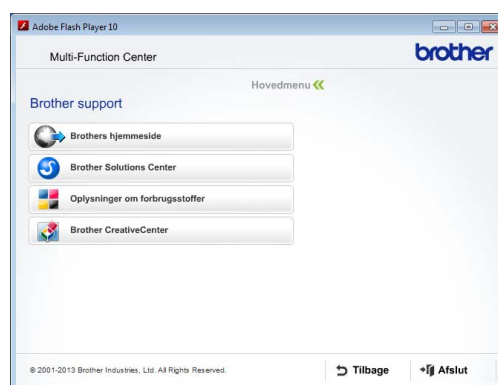 Adobe Flash Player 10
Multi-Function Center
brother
Hovedmenu
Brother support
Brothers hjemmeside
Brother Solutions Center
Oplysninger om forbrugsstoffer
Brother CreativeCenter
© 2001-2013 Brother Industries, Ltd. All Rights Reserved.
Tilbage
Afslut